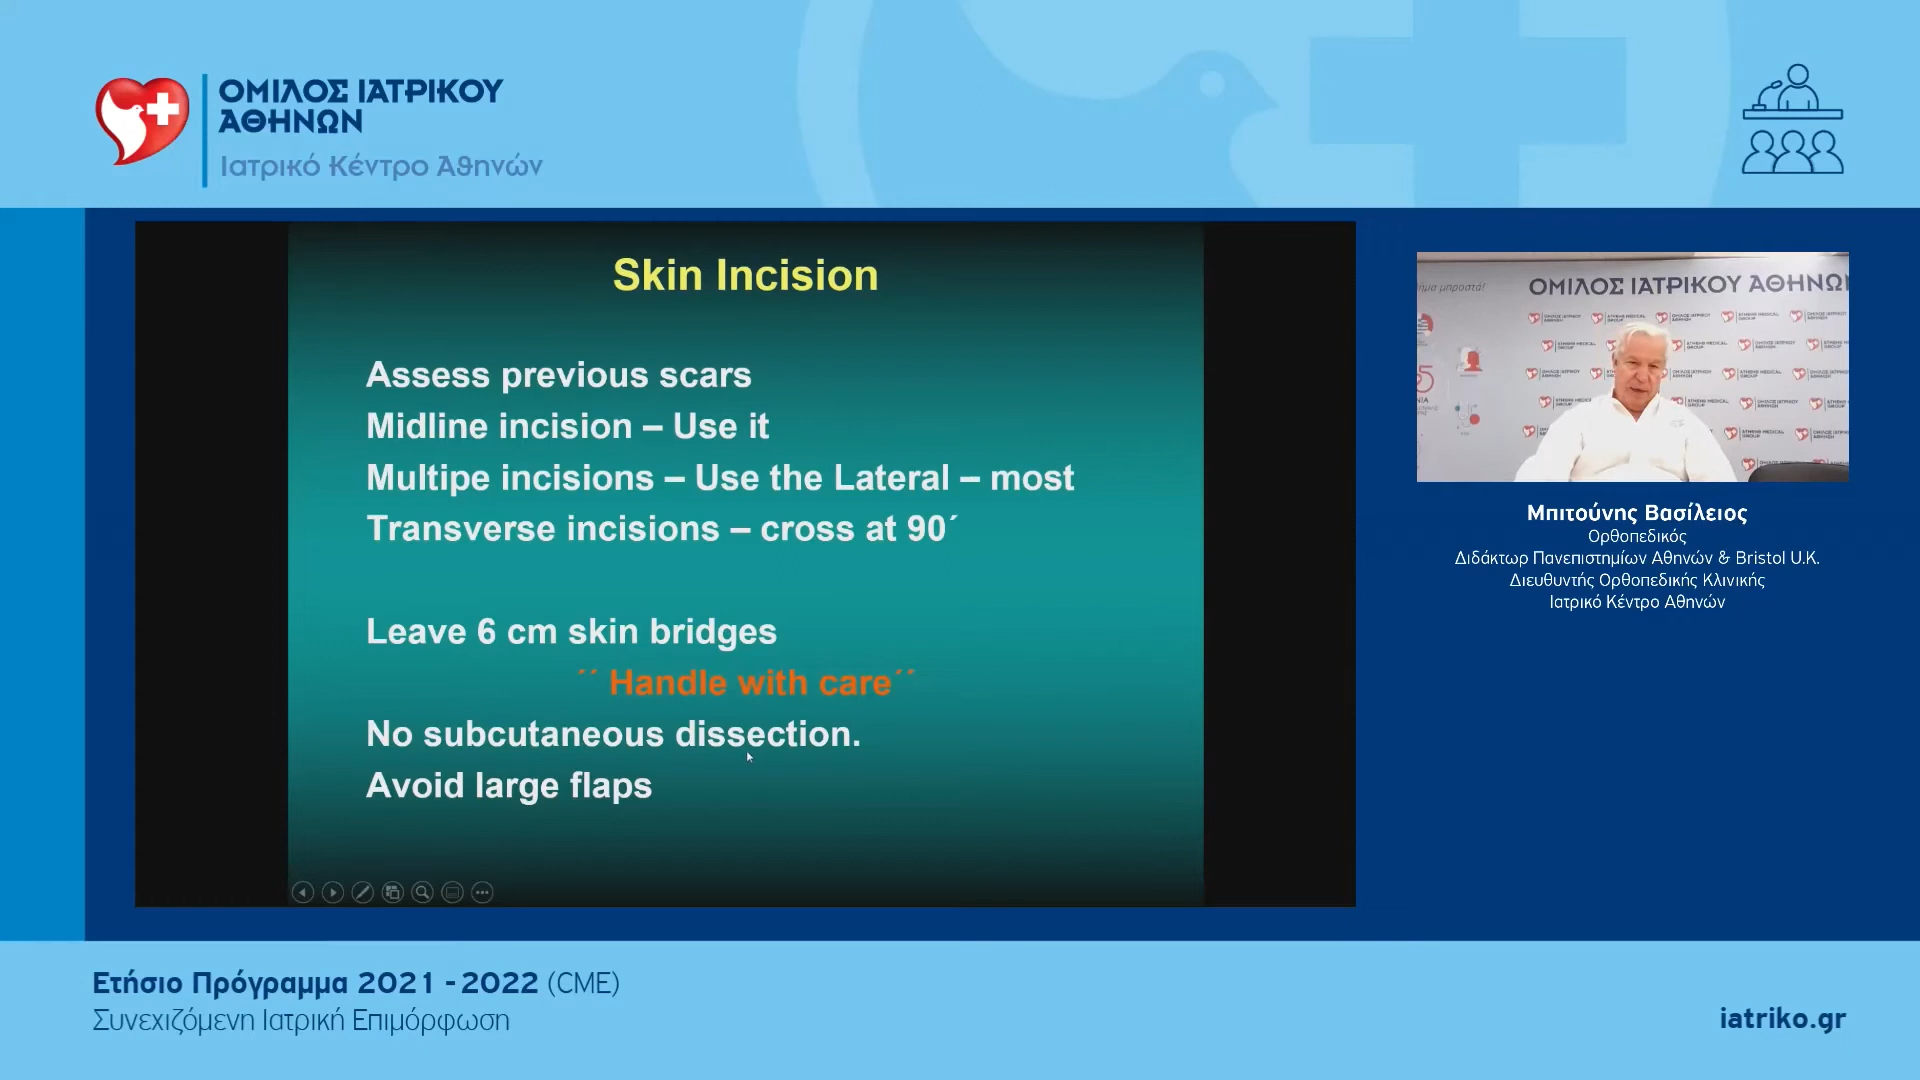 ΟΜΙΛΟΣ ΙΑΤΡΙΚΟΥ
ΑΘΗΝΩΝ
Ιατρικό Κέντρο Αθηνών
Skin Incision
Assess previous scars
Midline incision – Use it
Multipe incisions – Use the Lateral – most
Transverse incisions – cross at 90´
Leave 6 cm skin bridges
´´ Handle with care´´
No subcutaneous dissection.
Avoid large flaps
ΟΜΙΛΟΣ ΙΑΤΡΙΚΟΥ ΑΘΗΝΩΝ
Μπιτούνης Βασίλειος
Ορθοπεδικός
Διδάκτωρ Πανεπιστημίων Αθηνών & Bristol U.K.
Διευθυντής Ορθοπεδικής Κλινικής
Ιατρικό Κέντρο Αθηνών
Ετήσιο Πρόγραμμα 2021 - 2022 (CME)
Συνεχιζόμενη Ιατρική Επιμόρφωση
iatriko.gr